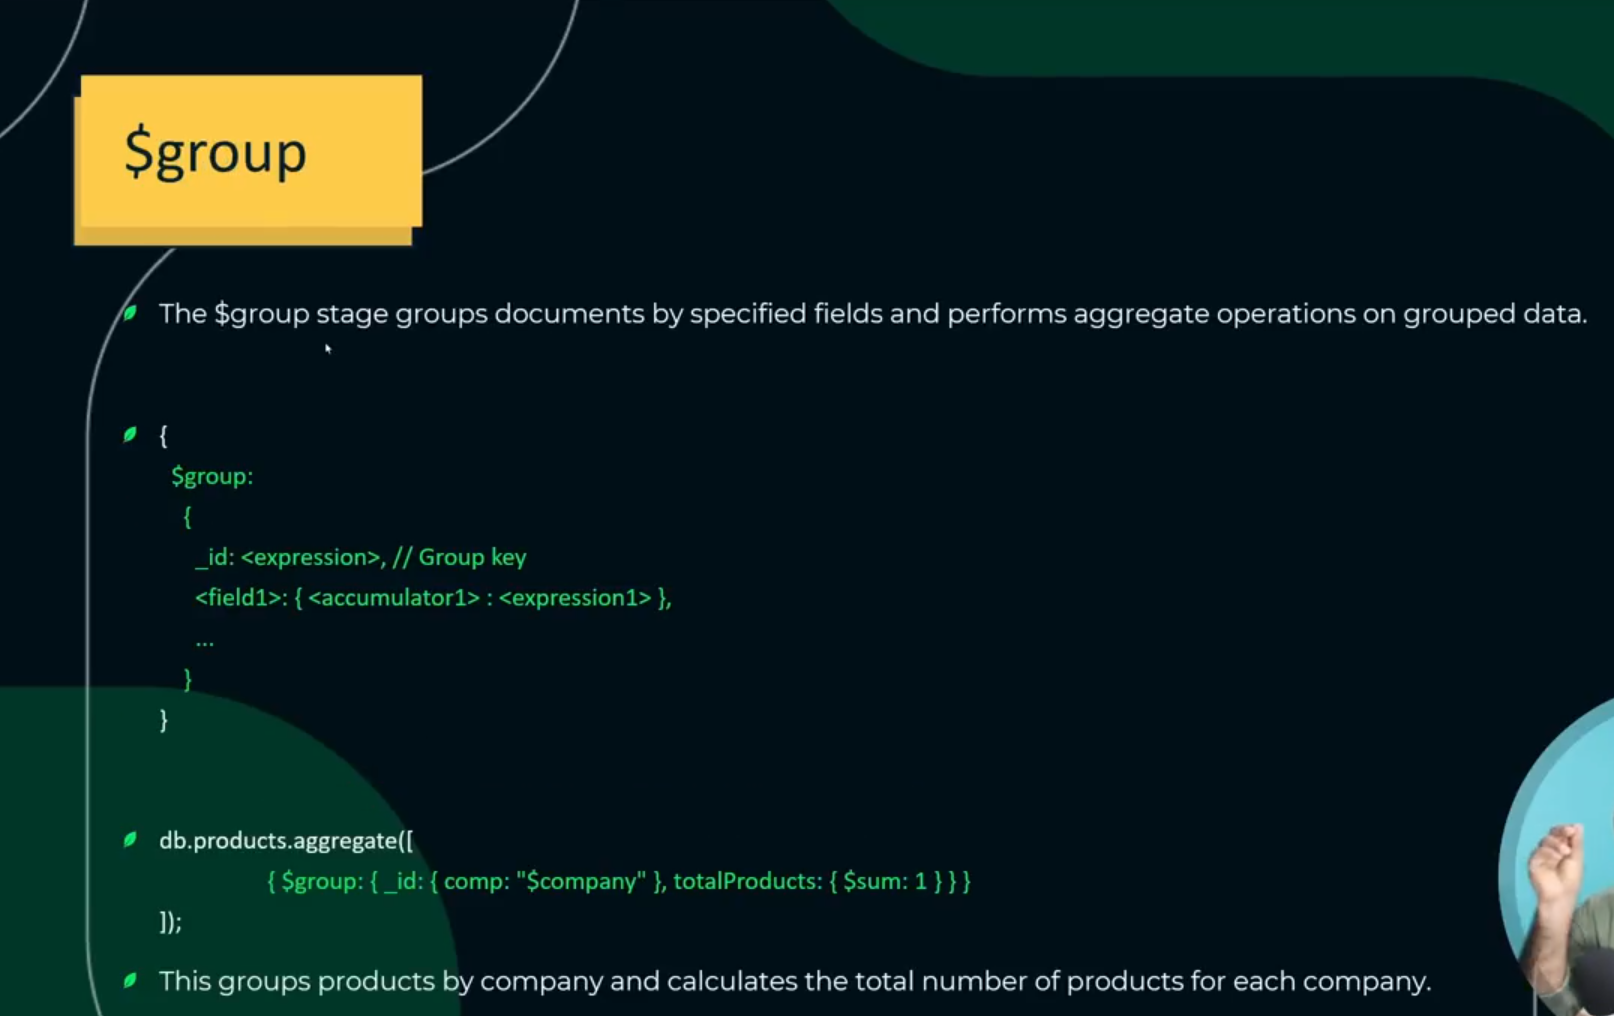 $group
The $group stage groups documents by specified fields and performs aggregate operations on grouped data.
{
$group:
{
_id: <expression>, // Group key
<field1>: { <accumulator1> : <expression1> },
...
}
}
db.products.aggregate([
{ $group: { _id: { comp: "$company" }, totalProducts: { $sum: 1 } } }
]);
This groups products by company and calculates the total number of products for each company.